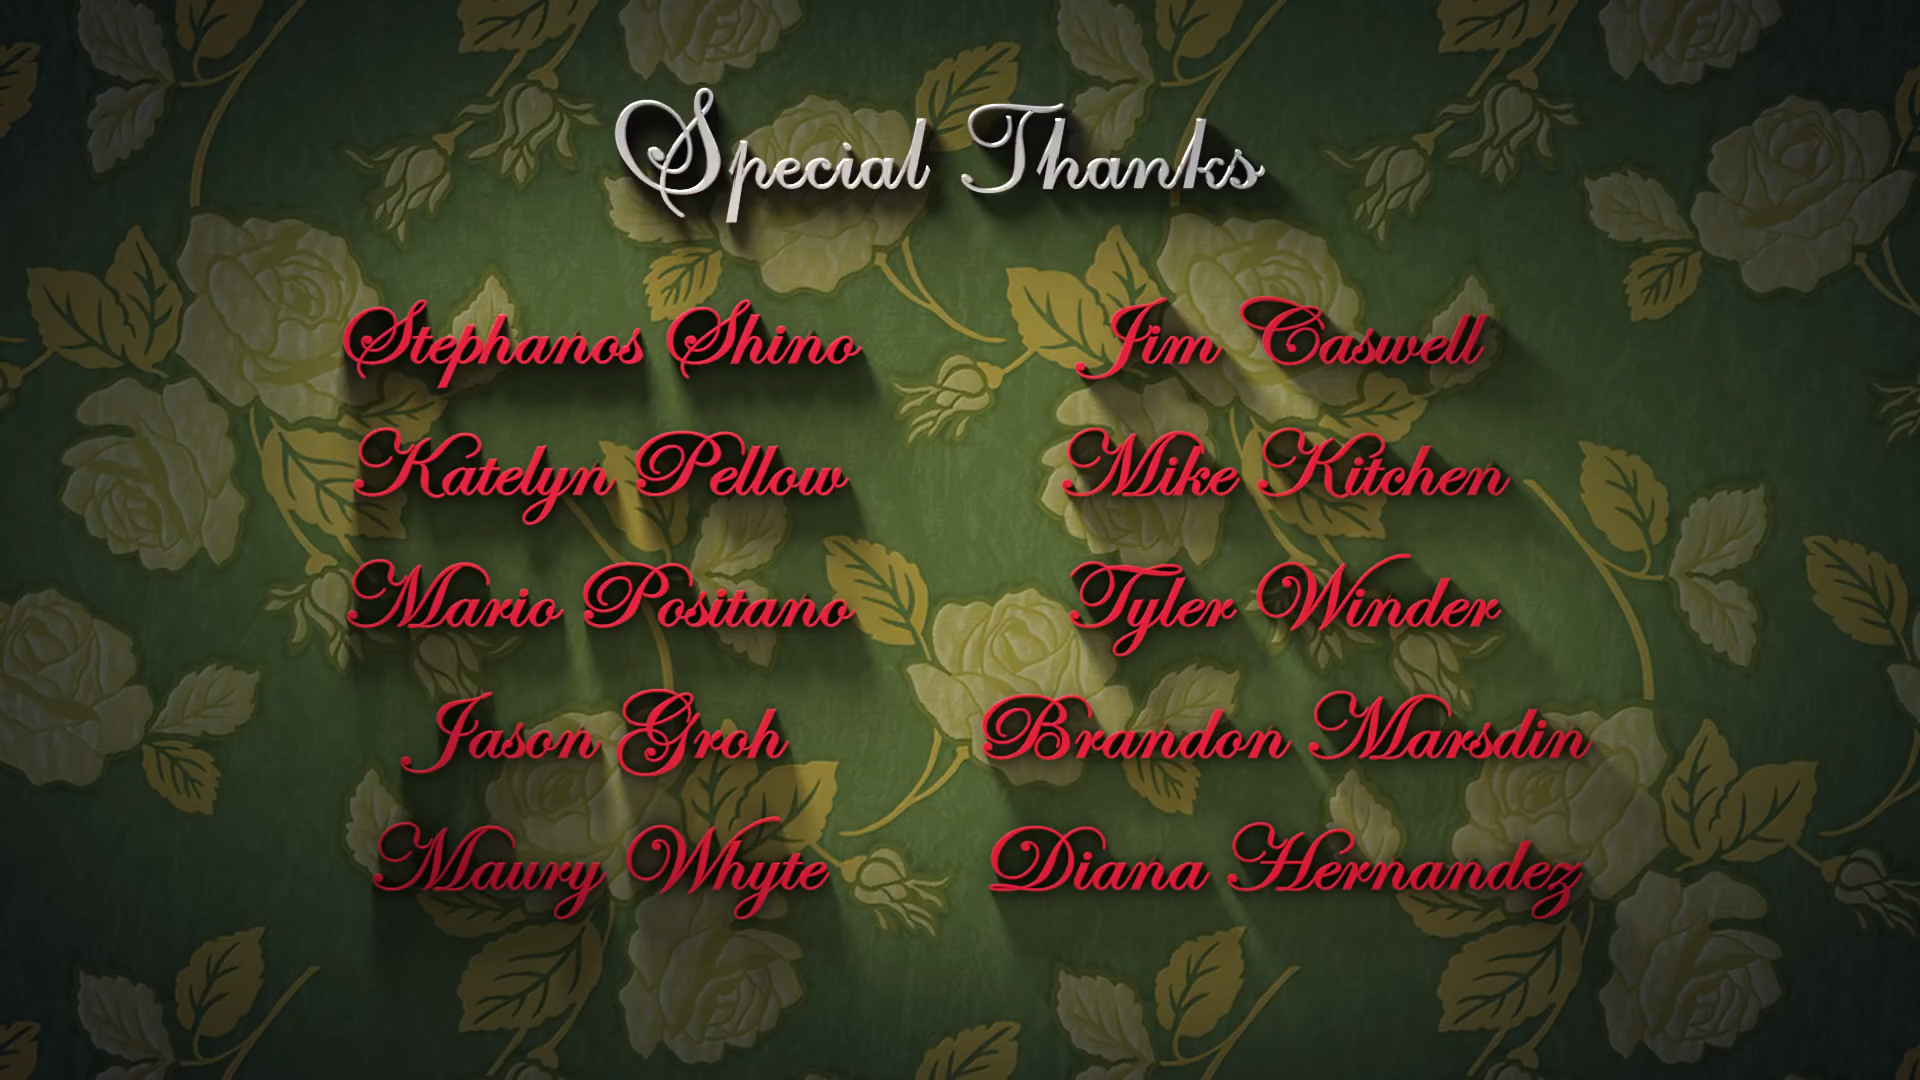 Special Thanks
Stephanos Shino
Jim Caswell
Katelyn Pellow
Mike Kitchen
Mario Positano
Tyler Winder
Jason Groh
Brandon Marsdin
Maury Whyte
Diana Hernandez